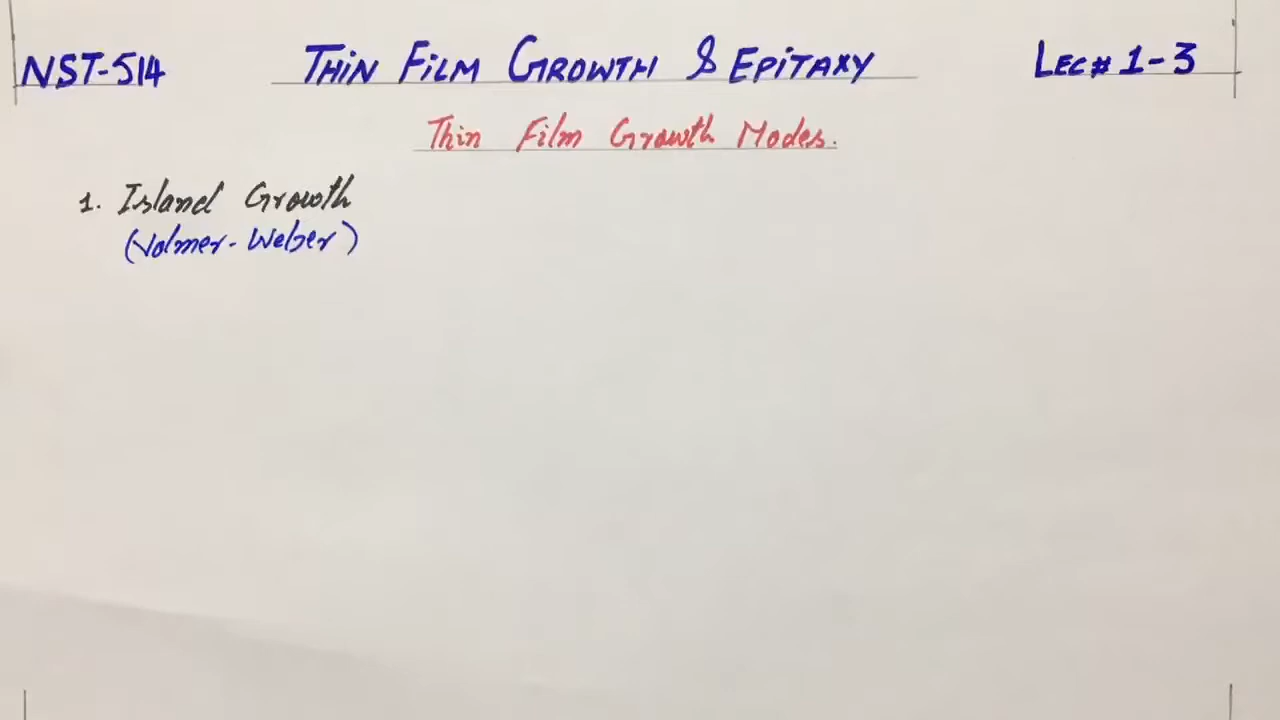 NST-514 THIN FILM GROWTH & EPITAXY LEC# 1-3
Thin Film Growth Modes.
1. Island Growth
(Volmer-Weber)